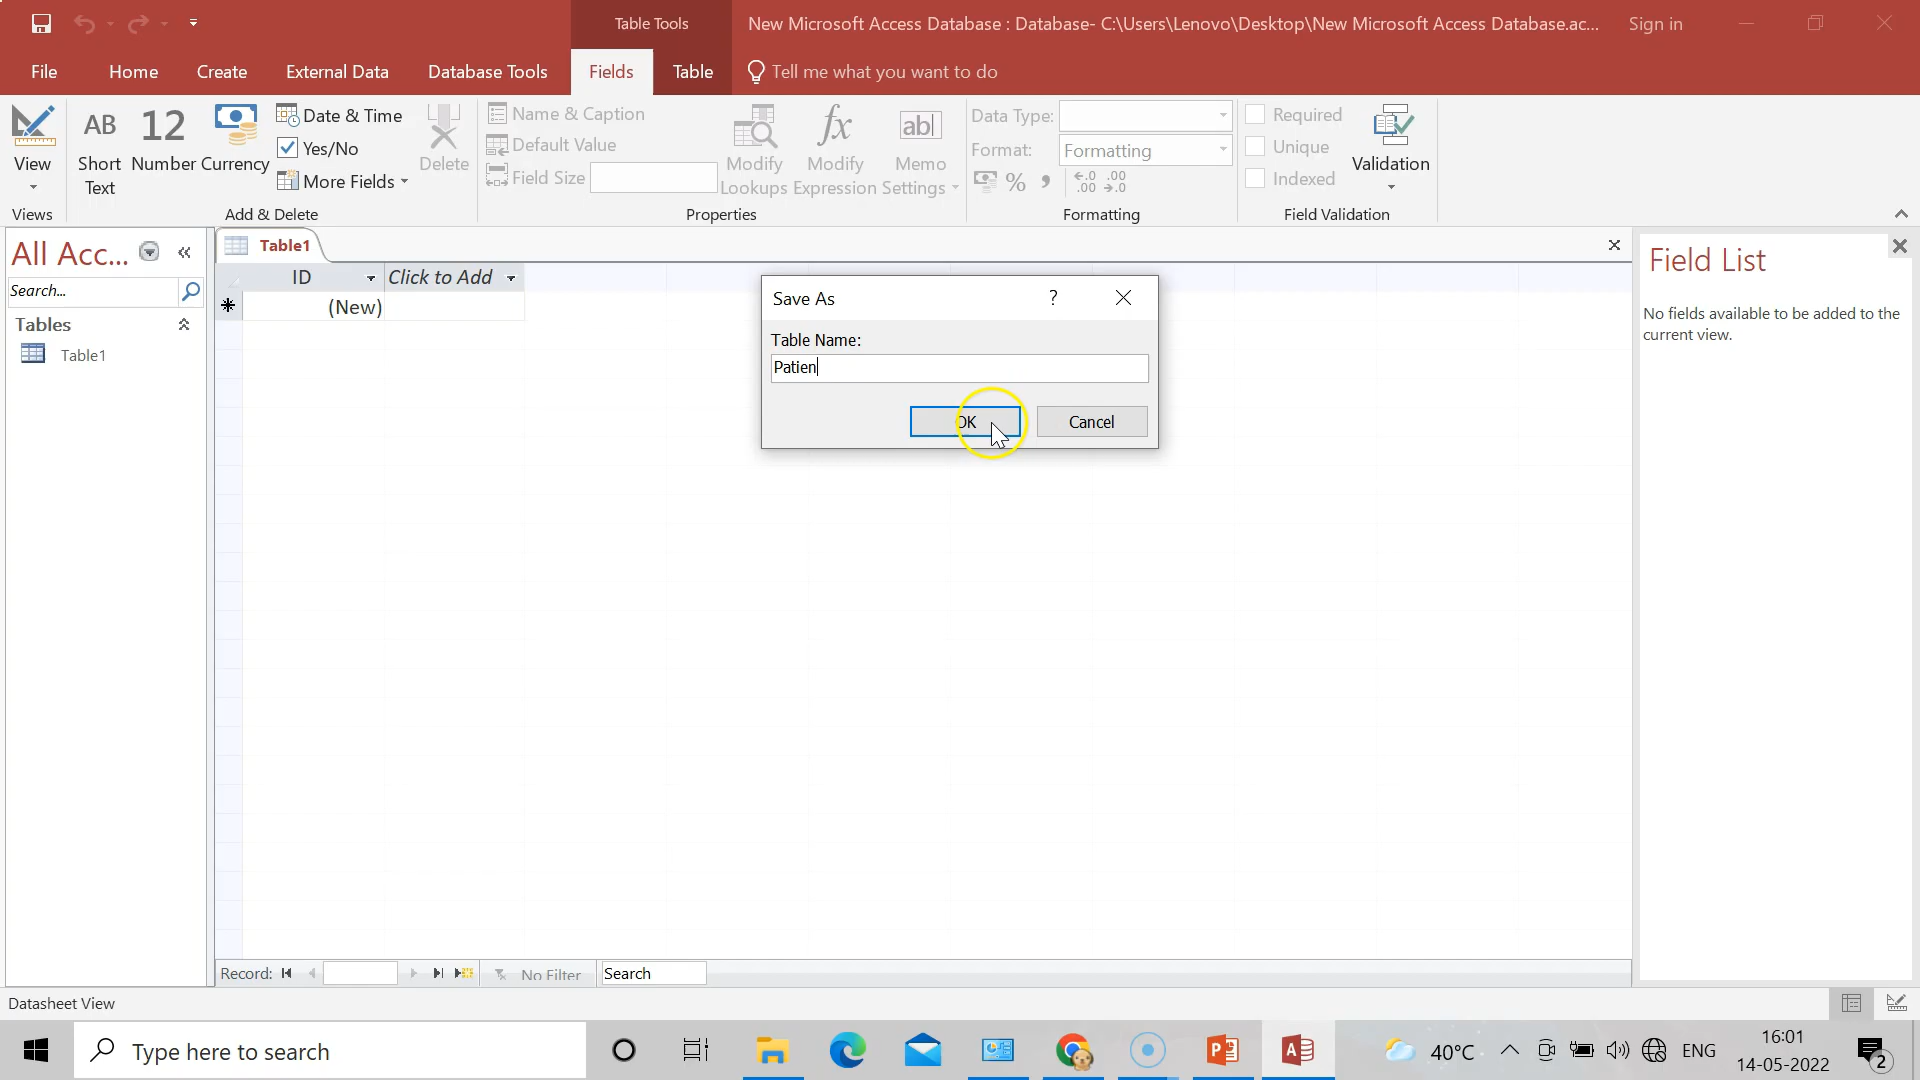 Table Tools
New Microsoft Access Database : Database- C:\Users\Lenovo\Desktop\New Microsoft Access Database.ac...
Sign in
File
Home
Create
External Data
Database Tools
Fields
Table
Tell me what you want to do
View
Views
AB
Short
Text
12
Number
Currency
Date & Time
Yes/No
More Fields
Delete
Add & Delete
Name & Caption
Default Value
Field Size
Modify
Lookups
fx
Modify
Expression
ab|
Memo
Settings
Properties
Data Type:
Format:
Formatting
% , ←.0 .00
.00 →.0
Formatting
Required
Unique
Indexed
Validation
Field Validation
All Acc...
Search...
Tables
Table1
Table1
ID
Click to Add
(New)
Save As
?
Table Name:
Patien
OK
Cancel
Field List
No fields available to be added to the
current view.
Record:
No Filter
Search
Datasheet View
Type here to search
40°C
ENG
16:01
14-05-2022
2